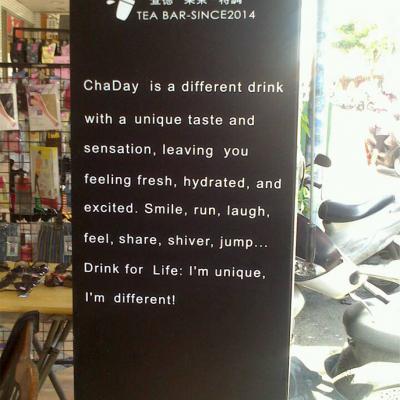 TEA BAR-SINCE2014
ChaDay is a different drink
with a unique taste and
sensation, leaving you
feeling fresh, hydrated, and
excited. Smile, run, laugh,
feel, share, shiver, jump...
Drink for Life: I'm unique,
I'm different!